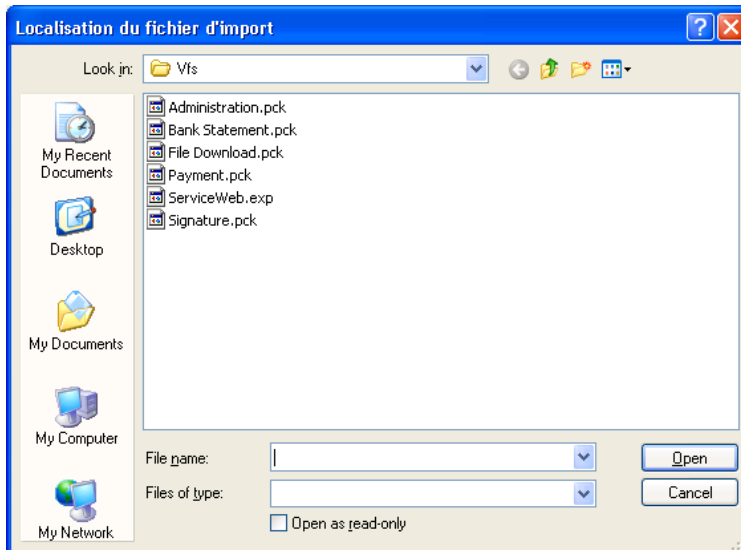 Localisation du fichier d'import
Look in:
Vfs
My Recent
Documents
Desktop
My Documents
My Computer
My Network
Administration.pck
Bank Statement.pck
File Download.pck
Payment.pck
ServiceWeb.exp
Signature.pck
File name:
Open
Files of type:
Cancel
Open as read-only